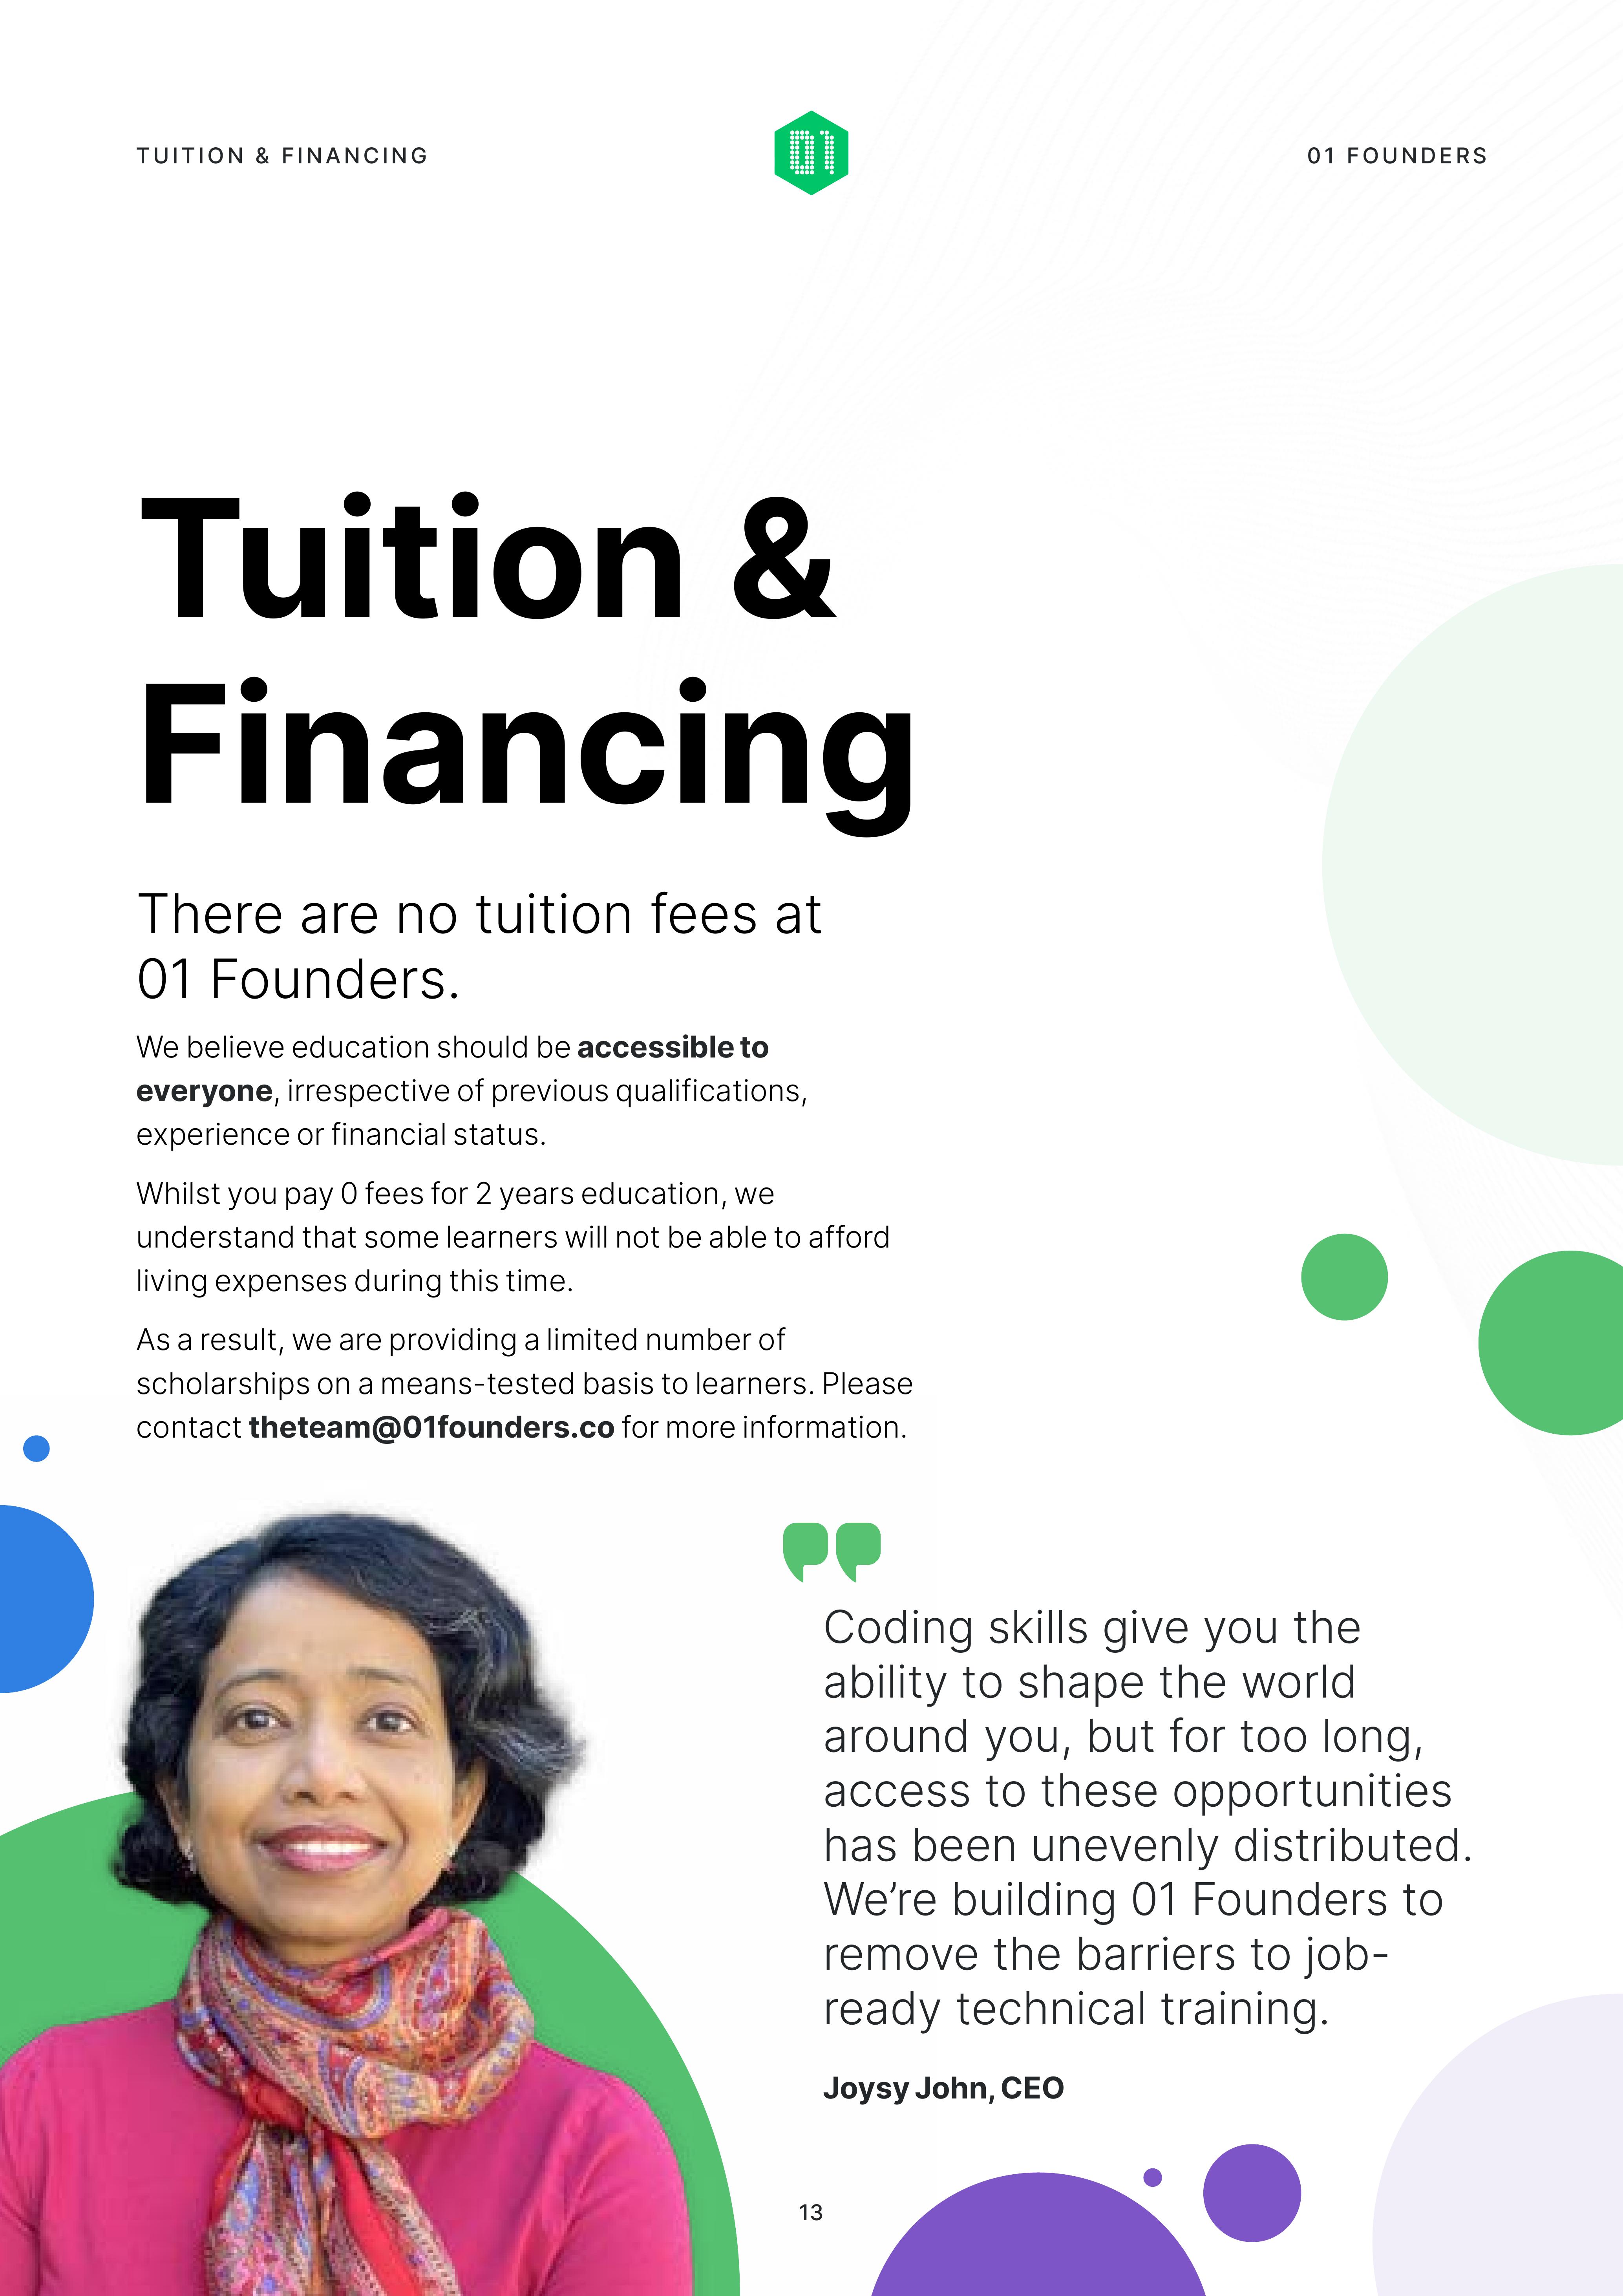 TUITION & FINANCING
01
01 FOUNDERS
Tuition &
Financing
There are no tuition fees at
01 Founders.
We believe education should be accessible to
everyone, irrespective of previous qualifications,
experience or financial status.
Whilst you pay 0 fees for 2 years education, we
understand that some learners will not be able to afford
living expenses during this time.
As a result, we are providing a limited number of
scholarships on a means-tested basis to learners. Please
contact theteam@01founders.co for more information.
Coding skills give you the
ability to shape the world
around you, but for too long,
access to these opportunities
has been unevenly distributed.
We’re building 01 Founders to
remove the barriers to job-
ready technical training.
Joysy John, CEO
13